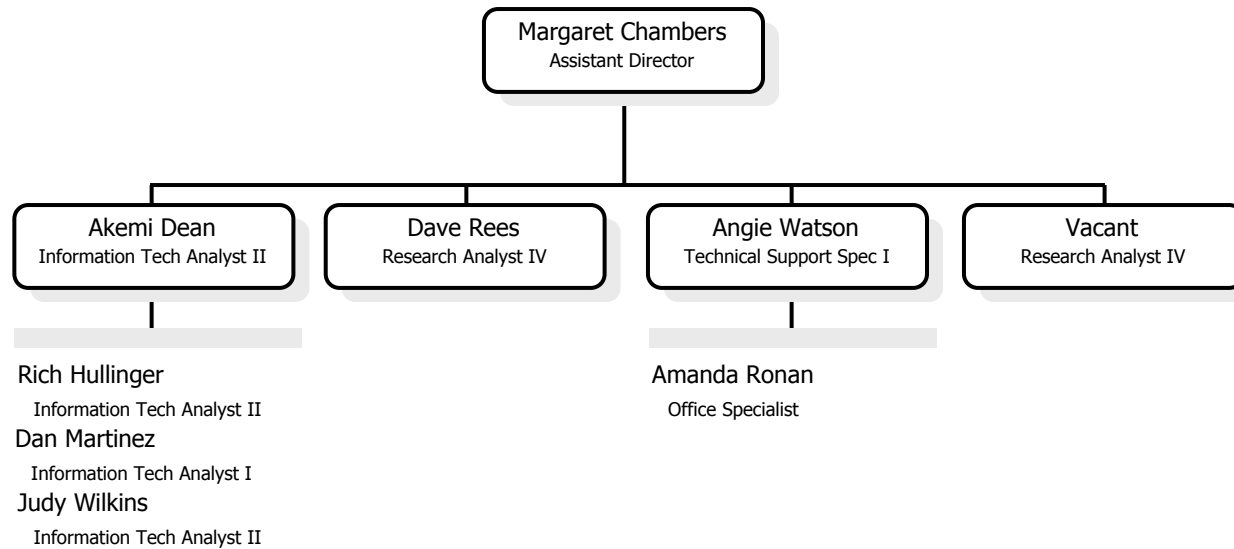 Margaret Chambers
Assistant Director
Akemi Dean
Information Tech Analyst II
Dave Rees
Research Analyst IV
Angie Watson
Technical Support Spec I
Vacant
Research Analyst IV
Rich Hullinger
Information Tech Analyst II
Dan Martinez
Information Tech Analyst I
Judy Wilkins
Information Tech Analyst II
Amanda Ronan
Office Specialist